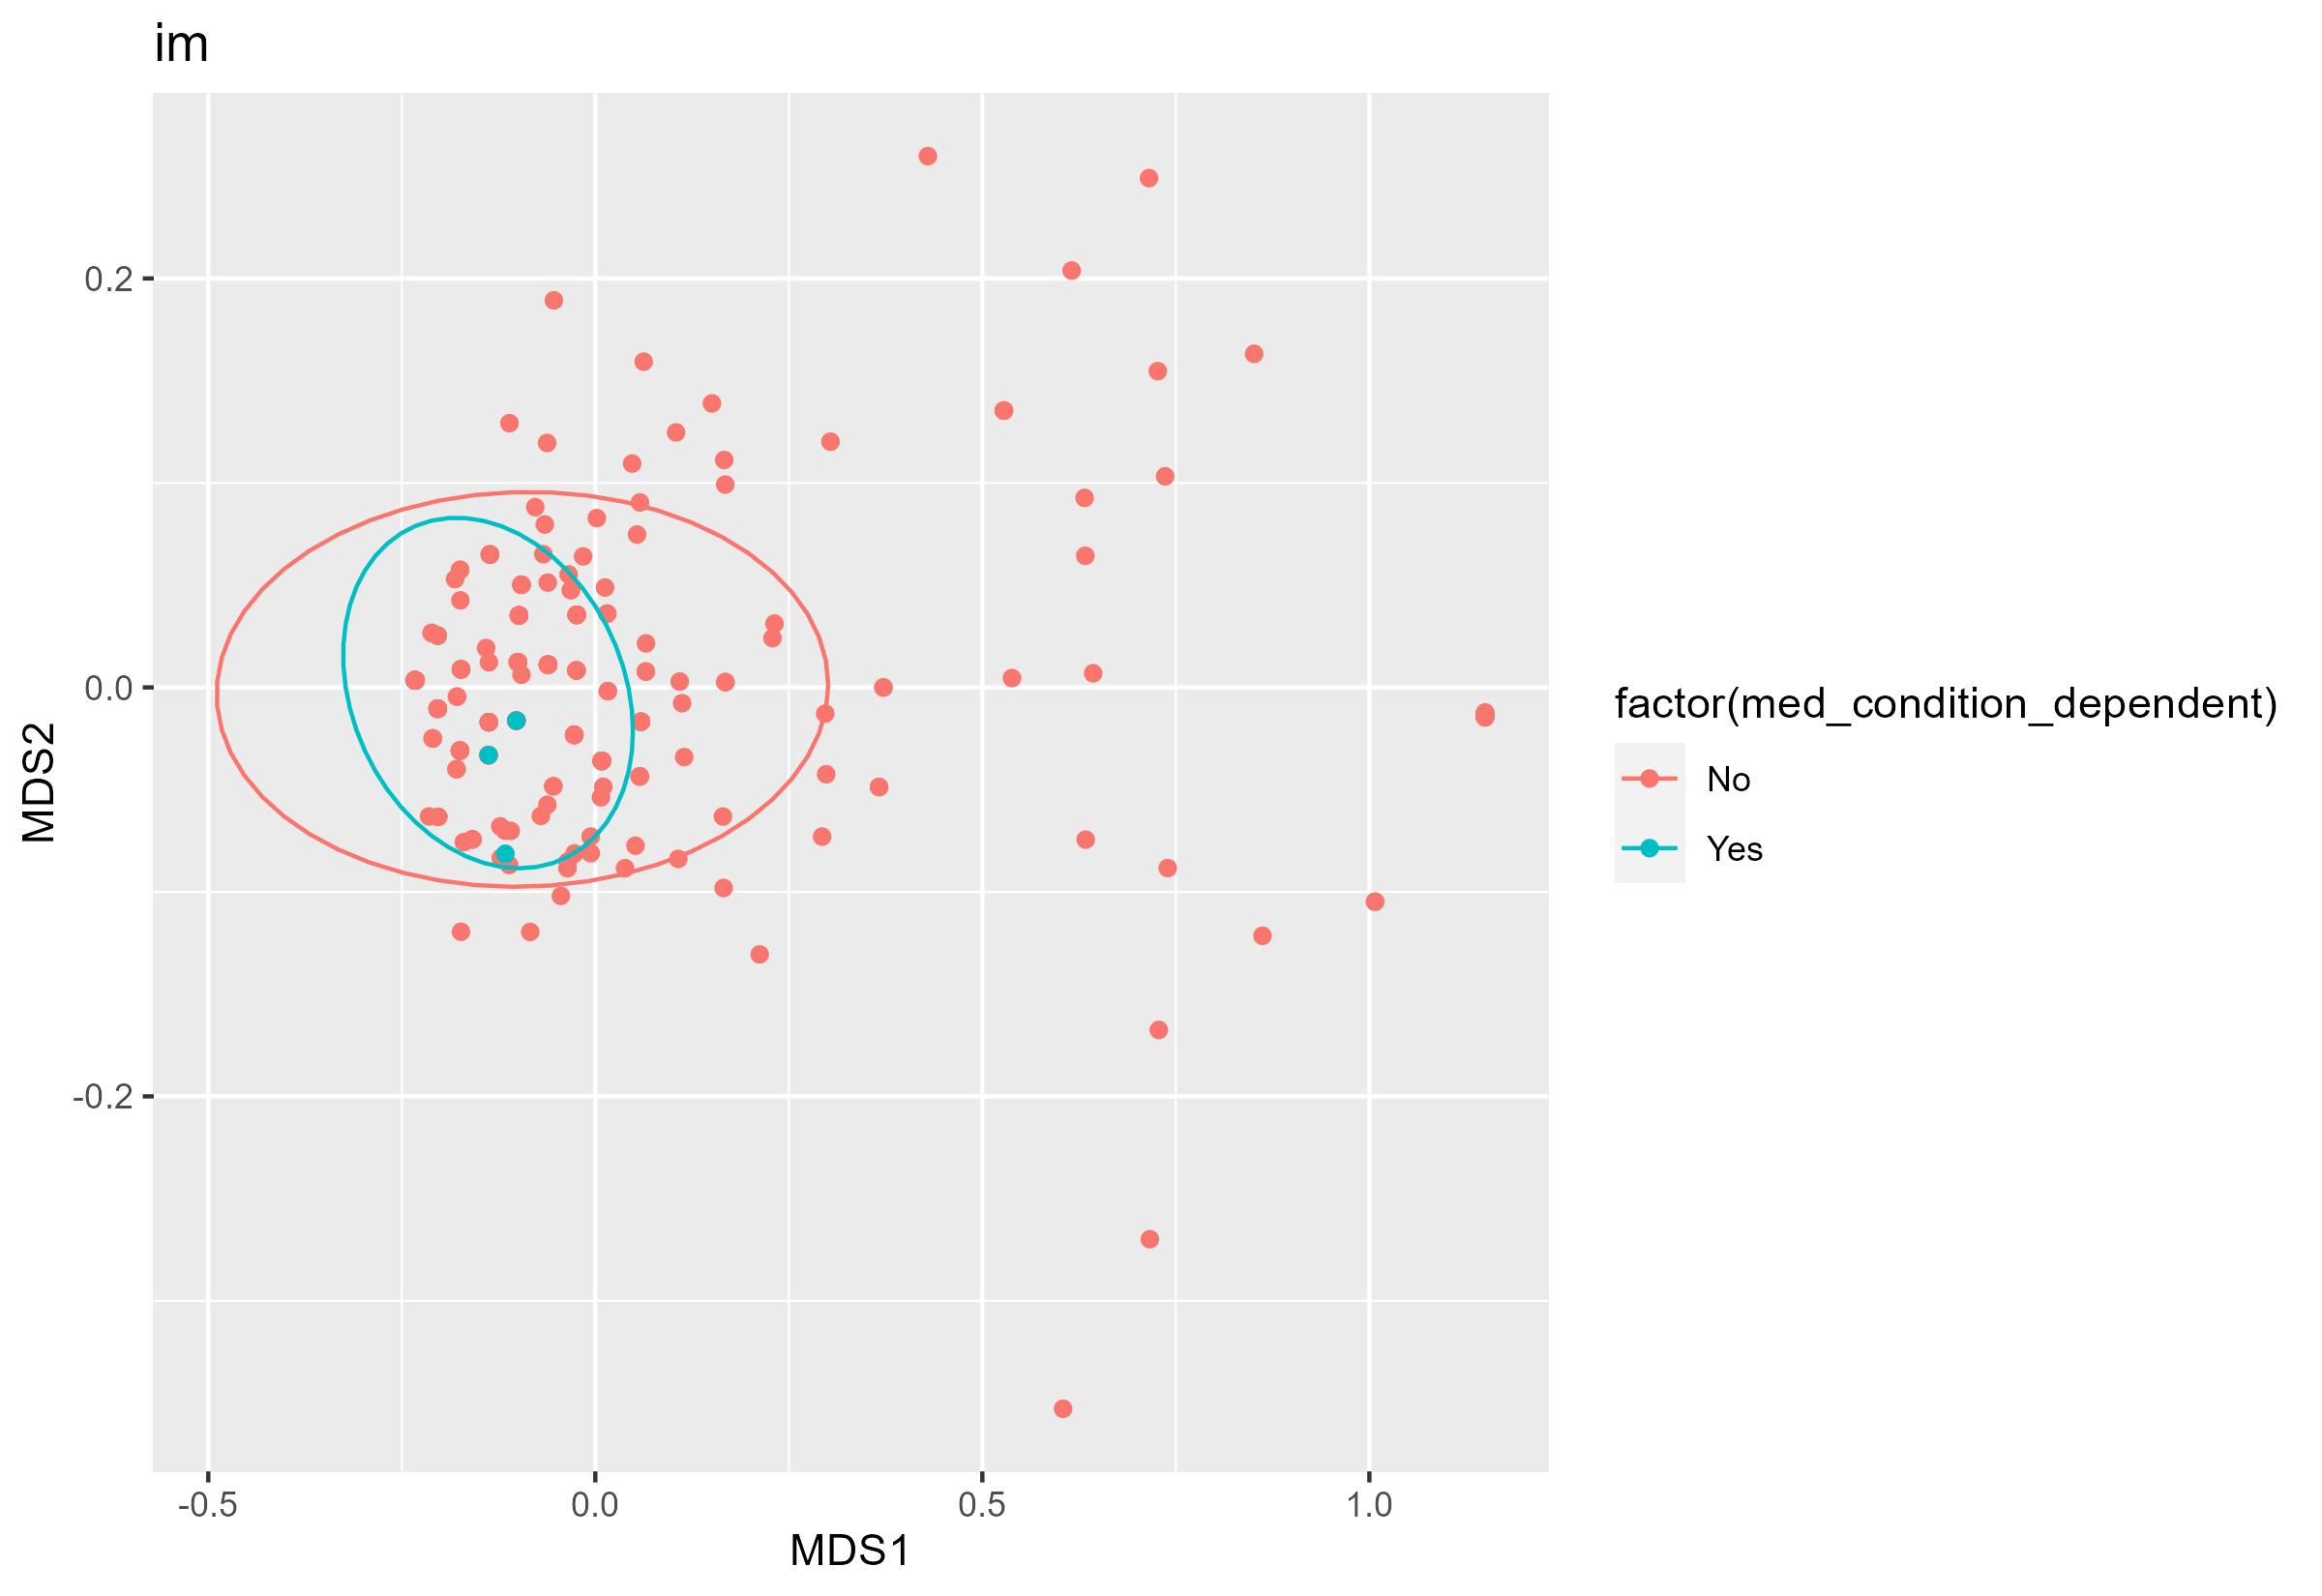 im
0.2
0.0
-0.2
MDS2
-0.5
0.0
0.5
1.0
MDS1
factor(med_condition_dependent)
No
Yes